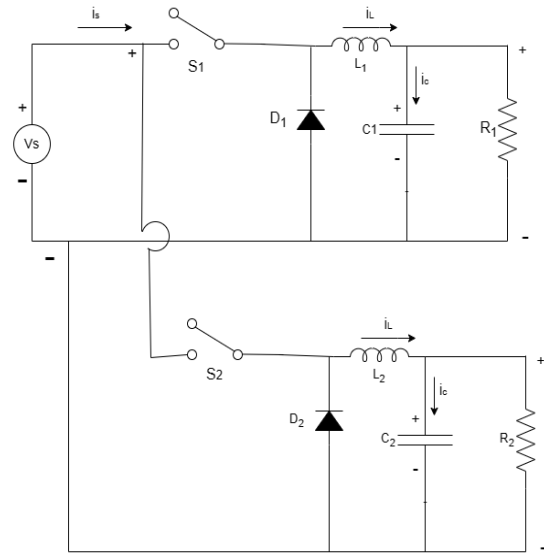 is
iL
+
S1
L1
+
ic
+
D1
C1
+
R1
Vs
-
-
-
-
iL
S2
L2
+
ic
D2
+
C2
R2
-
-